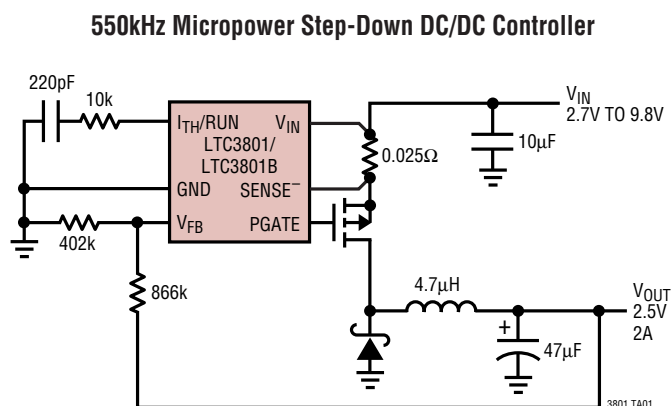 550kHz Micropower Step-Down DC/DC Controller
220pF
10k
ITH/RUN
VIN
LTC3801/
LTC3801B
GND
SENSE–
VFB
PGATE
402k
866k
0.025Ω
VIN
2.7V TO 9.8V
10µF
4.7µH
VOUT
2.5V
2A
+
47µF
3801 TA01